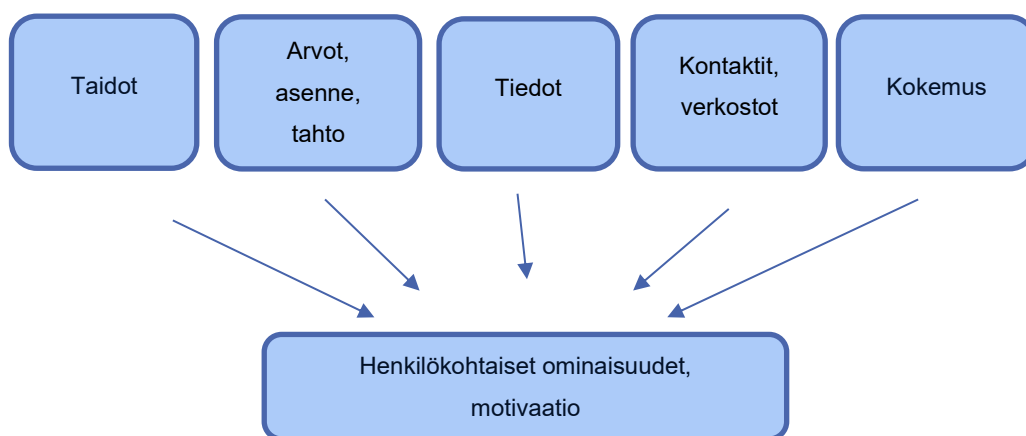 Taidot
Arvot,
asenne,
tahto
Tiedot
Kontaktit,
verkostot
Kokemus
Henkilökohtaiset ominaisuudet,
motivaatio